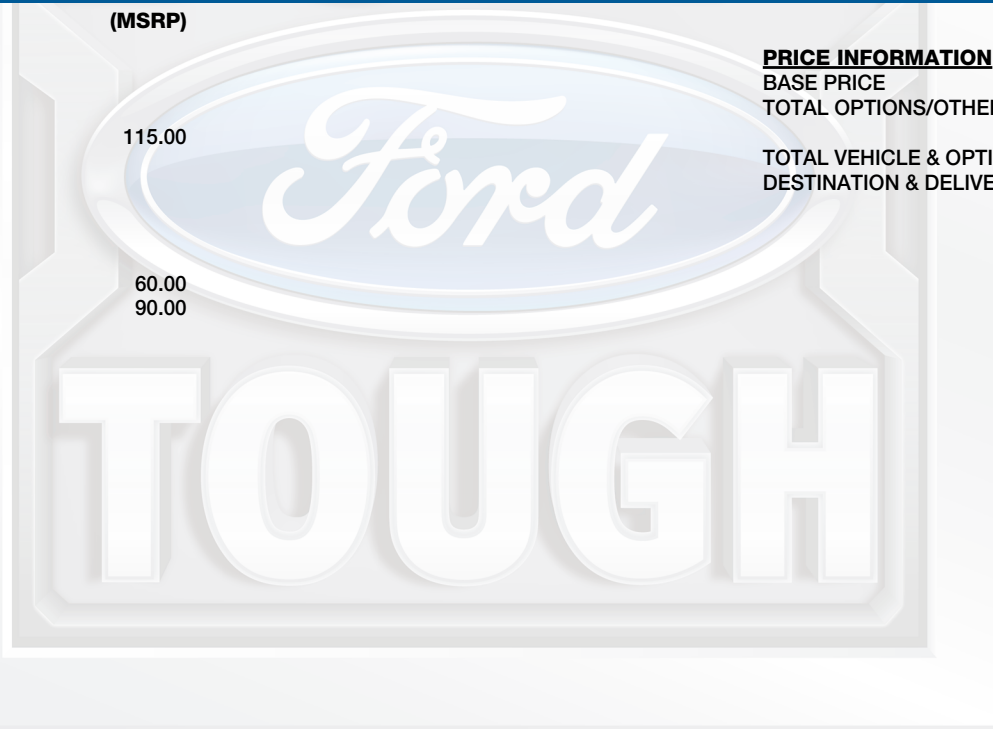 (MSRP)
115.00
60.00
90.00
PRICE INFORMATION
BASE PRICE
TOTAL OPTIONS/OTHER
TOTAL VEHICLE & OPTI
DESTINATION & DELIVE
Ford
TOUGH